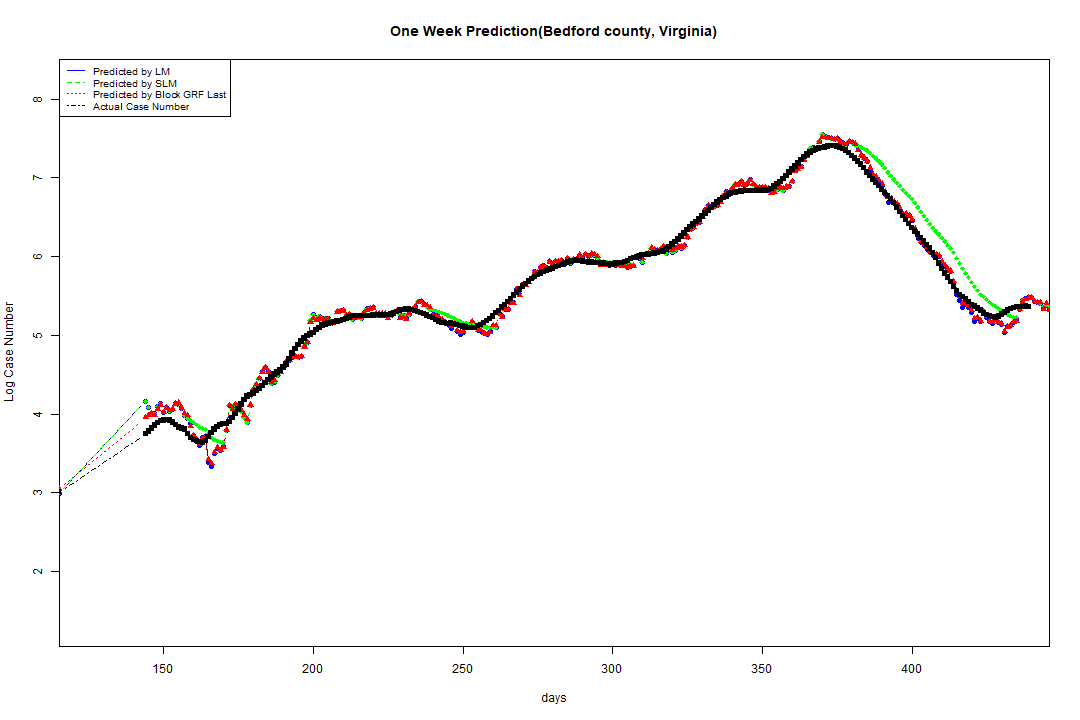 One Week Prediction(Bedford county, Virginia)
Predicted by LM
Predicted by SLM
Predicted by Block GRF Last
Actual Case Number
8
7
6
5
4
3
2
Log Case Number
150 200 250 300 350 400
days